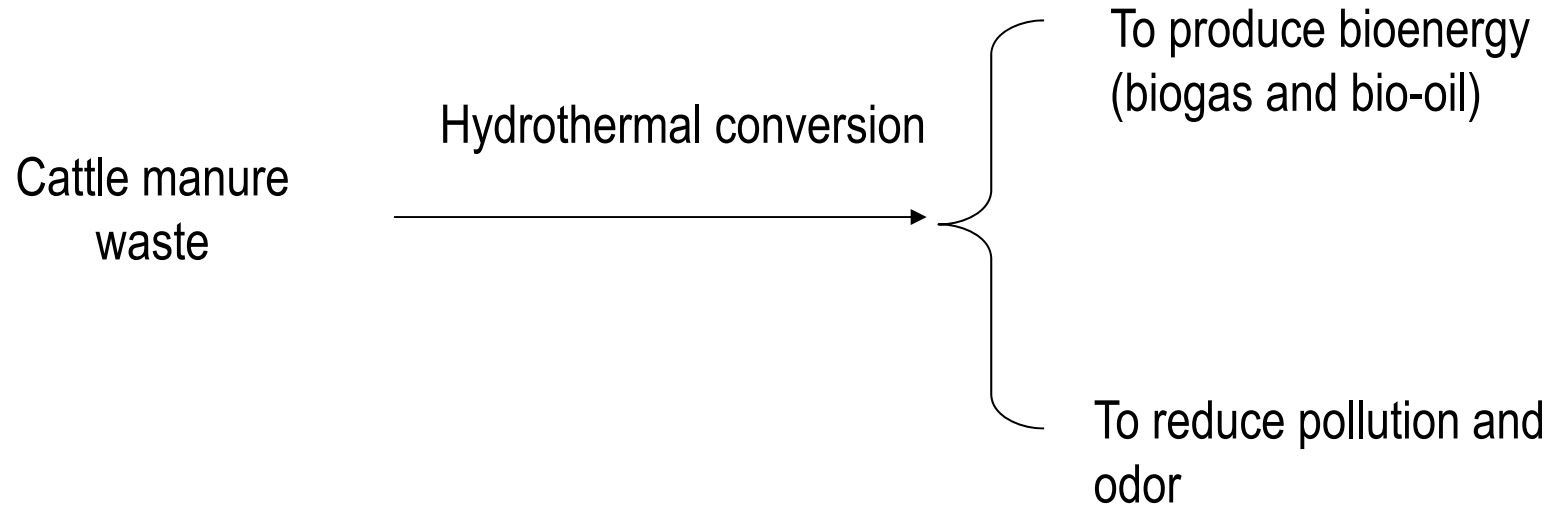 Cattle manure
waste
Hydrothermal conversion
To produce bioenergy
(biogas and bio-oil)
To reduce pollution and
odor